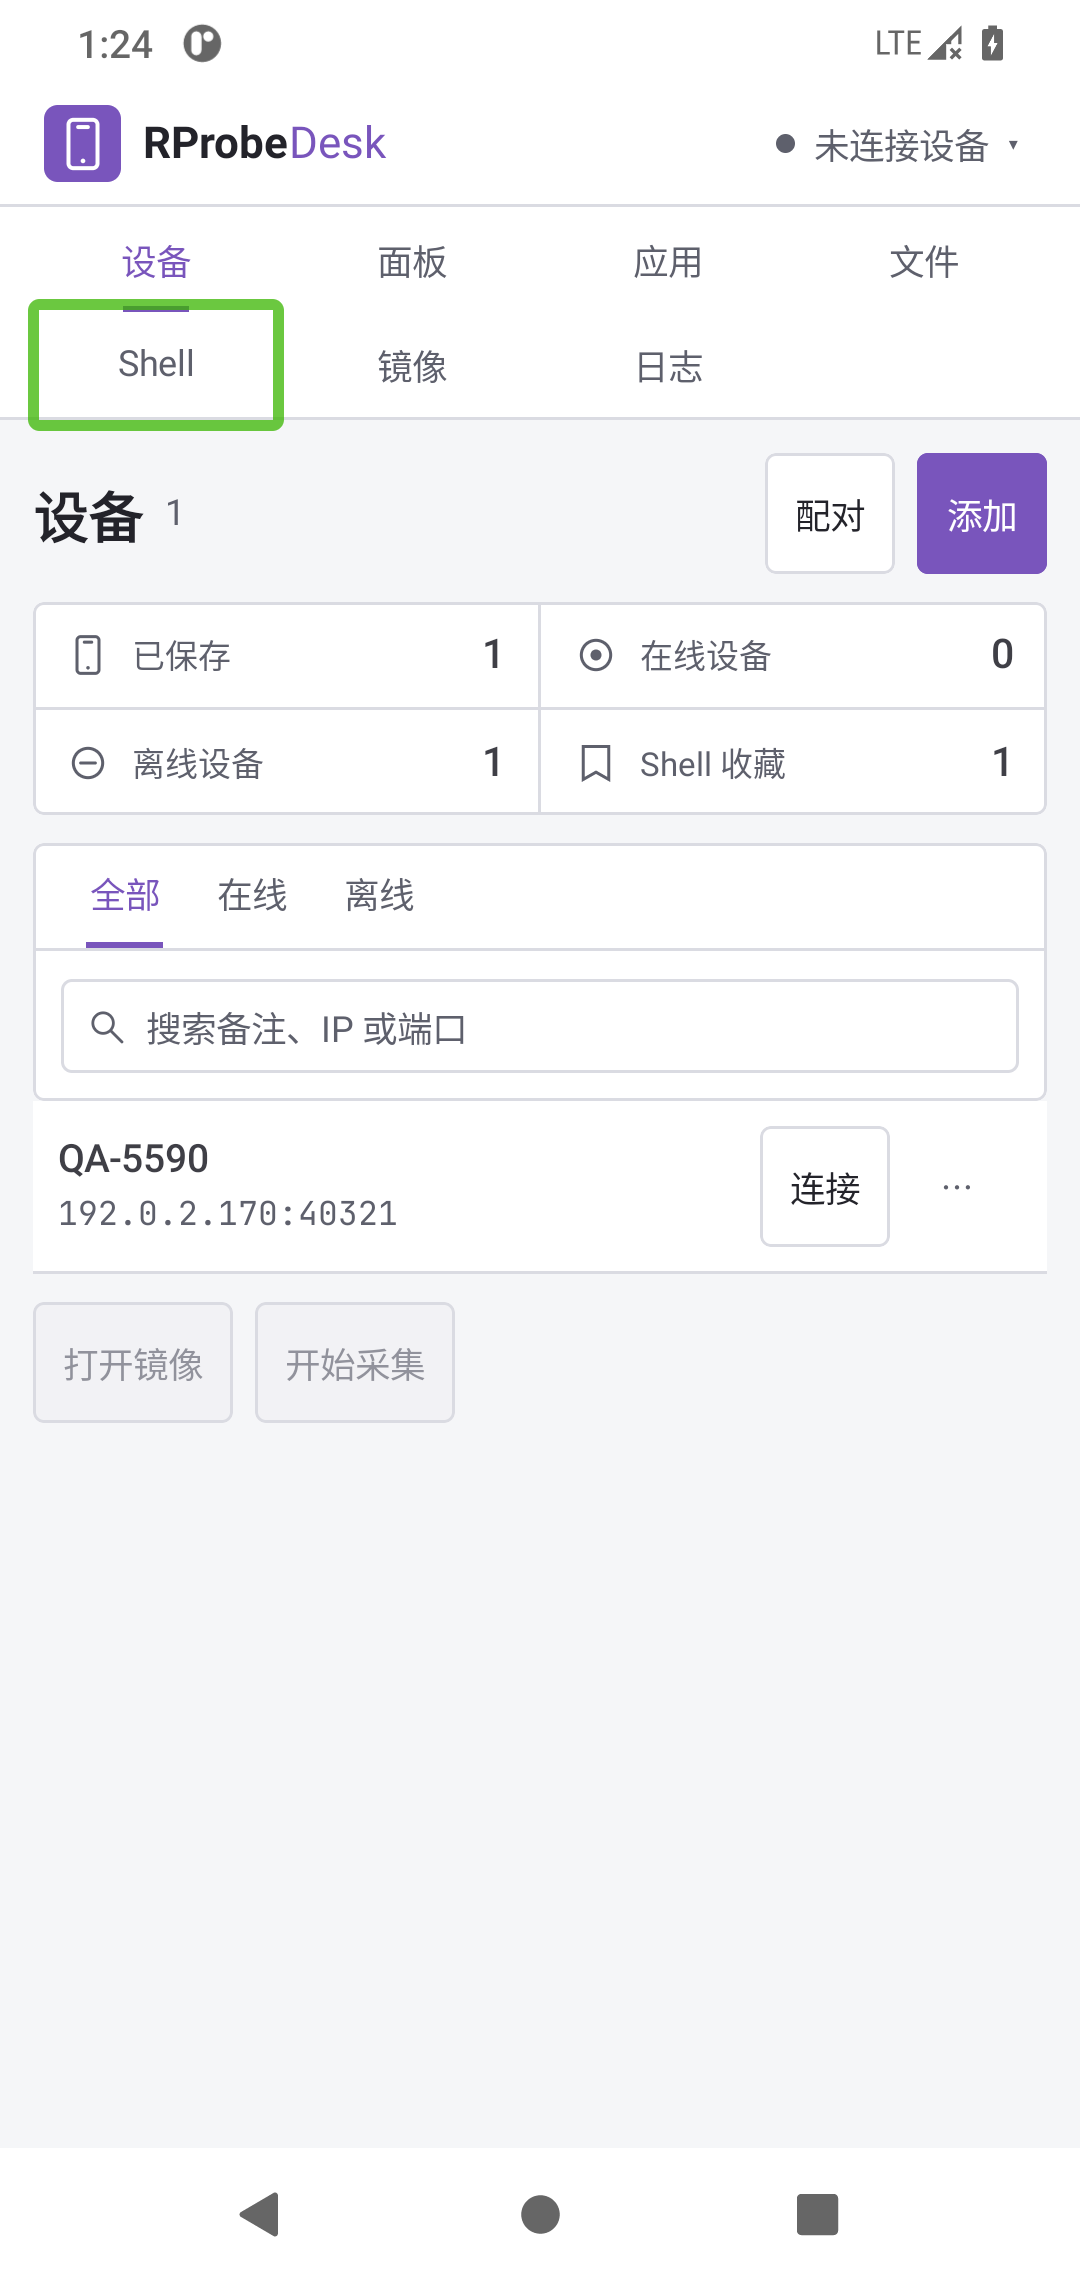 1:24 LTE
RProbeDesk 未连接设备
设备 面板 应用 文件
Shell 镜像 日志
设备 1 配对 添加
已保存 1 在线设备 0
离线设备 1 Shell 收藏 1
全部 在线 离线
搜索备注、IP 或端口
QA-5590
192.0.2.170:40321
连接 ...
打开镜像 开始采集